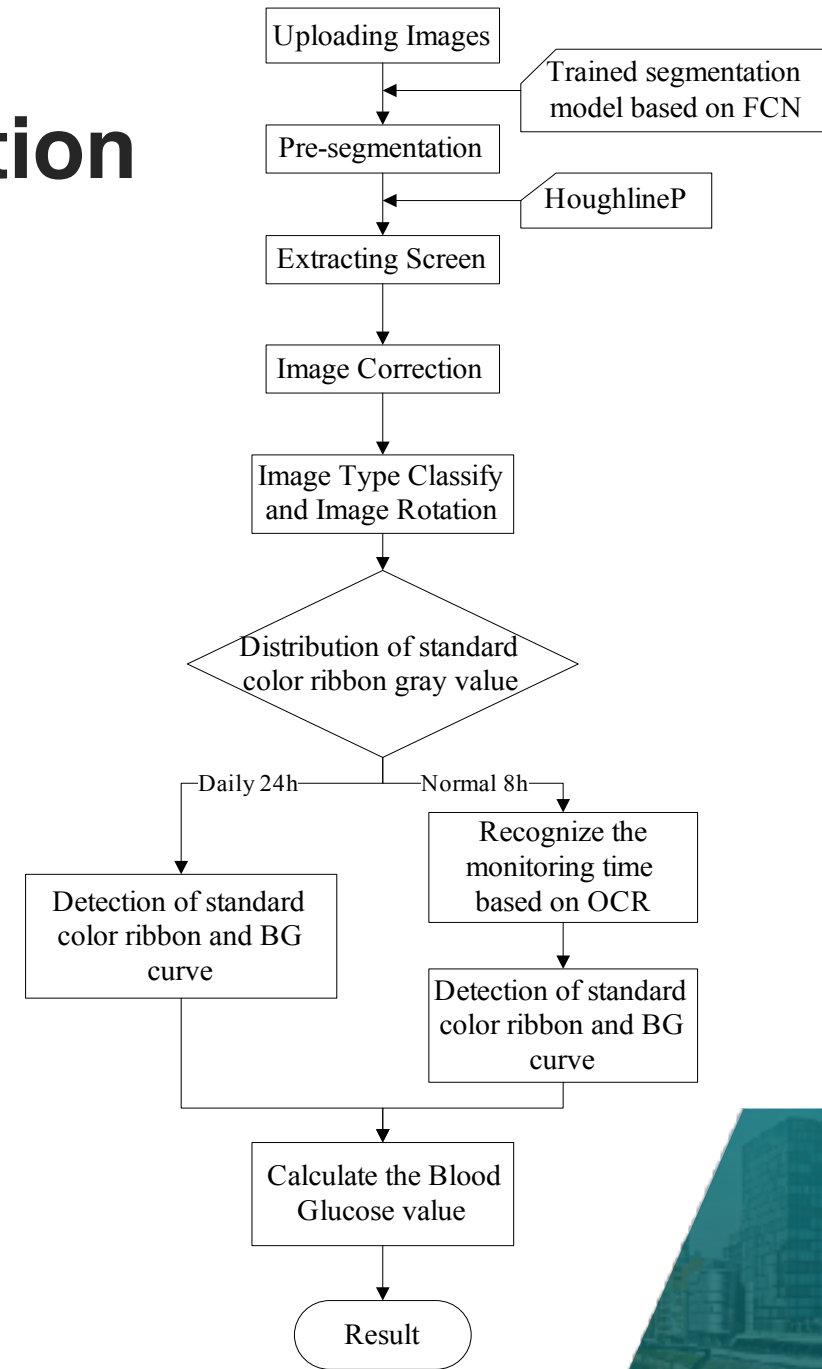 Uploading Images
Trained segmentation
model based on FCN
tion
Pre-segmentation
HoughlineP
Extracting Screen
Image Correction
Image Type Classify
and Image Rotation
Distribution of standard
color ribbon gray value
Daily 24h
Normal 8h
Recognize the
monitoring time
based on OCR
Detection of standard
color ribbon and BG
curve
Detection of standard
color ribbon and BG
curve
Calculate the Blood
Glucose value
Result